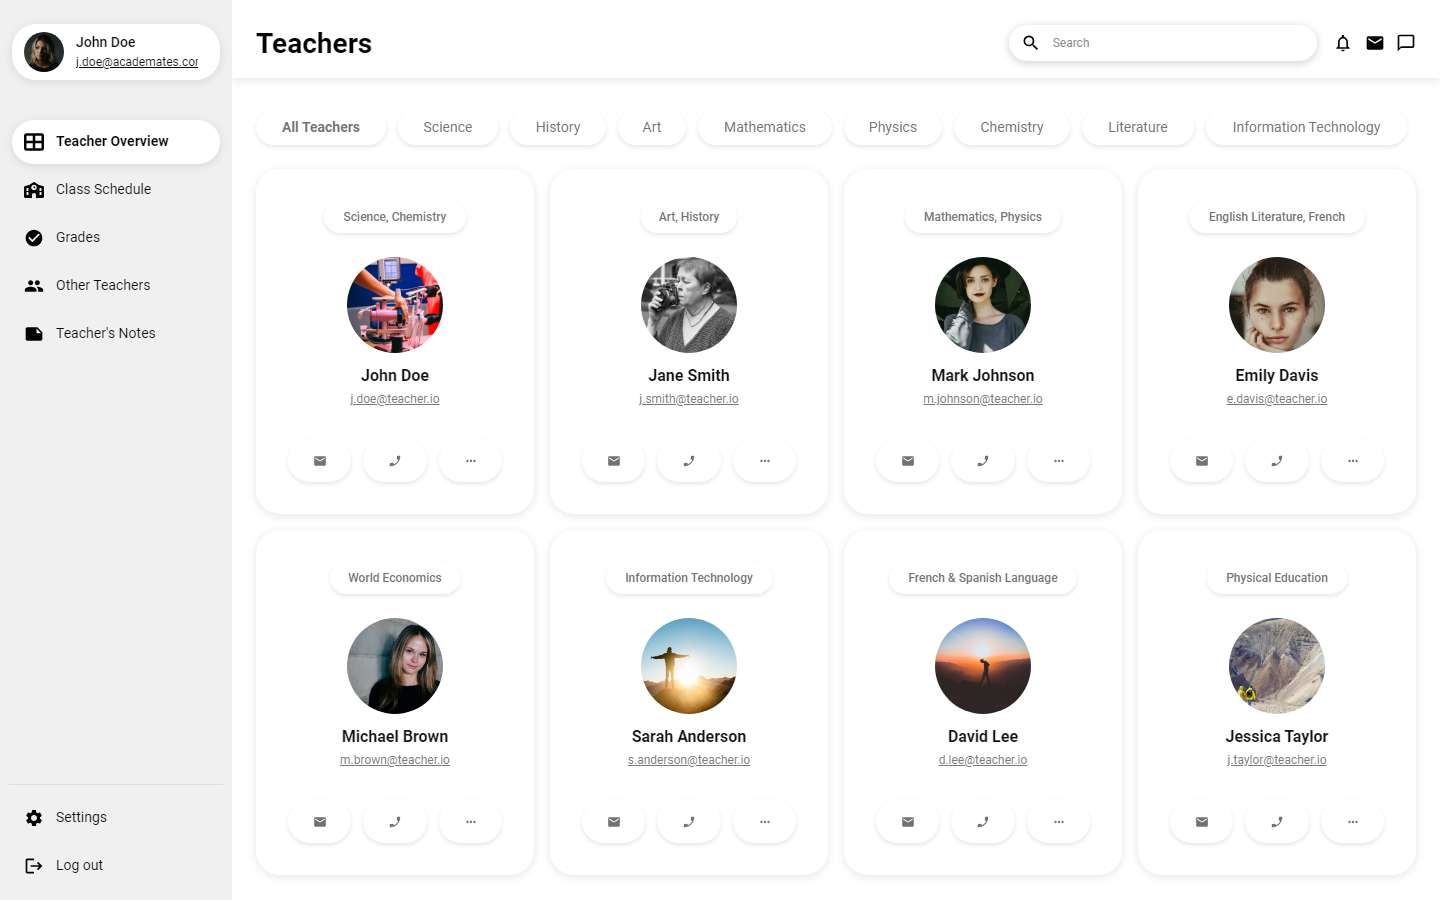 John Doe
j.doe@academates.cor
Teacher Overview
Class Schedule
Grades
Other Teachers
Teacher's Notes
Settings
Log out
Teachers
Search
All Teachers
Science
History
Art
Mathematics
Physics
Chemistry
Literature
Information Technology
Science, Chemistry
John Doe
j.doe@teacher.io
Art, History
Jane Smith
j.smith@teacher.io
Mathematics, Physics
Mark Johnson
m.johnson@teacher.io
English Literature, French
Emily Davis
e.davis@teacher.io
World Economics
Michael Brown
m.brown@teacher.io
Information Technology
Sarah Anderson
s.anderson@teacher.io
French & Spanish Language
David Lee
d.lee@teacher.io
Physical Education
Jessica Taylor
j.taylor@teacher.io